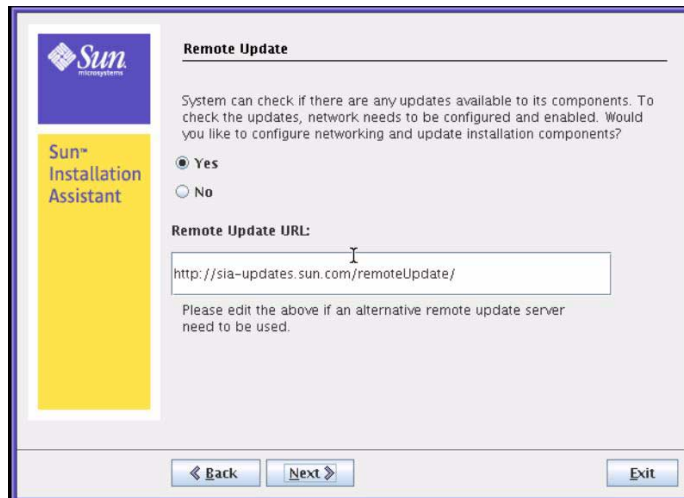 Sun
microsystems
Sun™
Installation
Assistant
Remote Update
System can check if there are any updates available to its components. To
check the updates, network needs to be configured and enabled. Would
you like to configure networking and update installation components?
Yes
No
Remote Update URL:
http://sia-updates.sun.com/remoteUpdate/
Please edit the above if an alternative remote update server
need to be used.
Back
Next
Exit